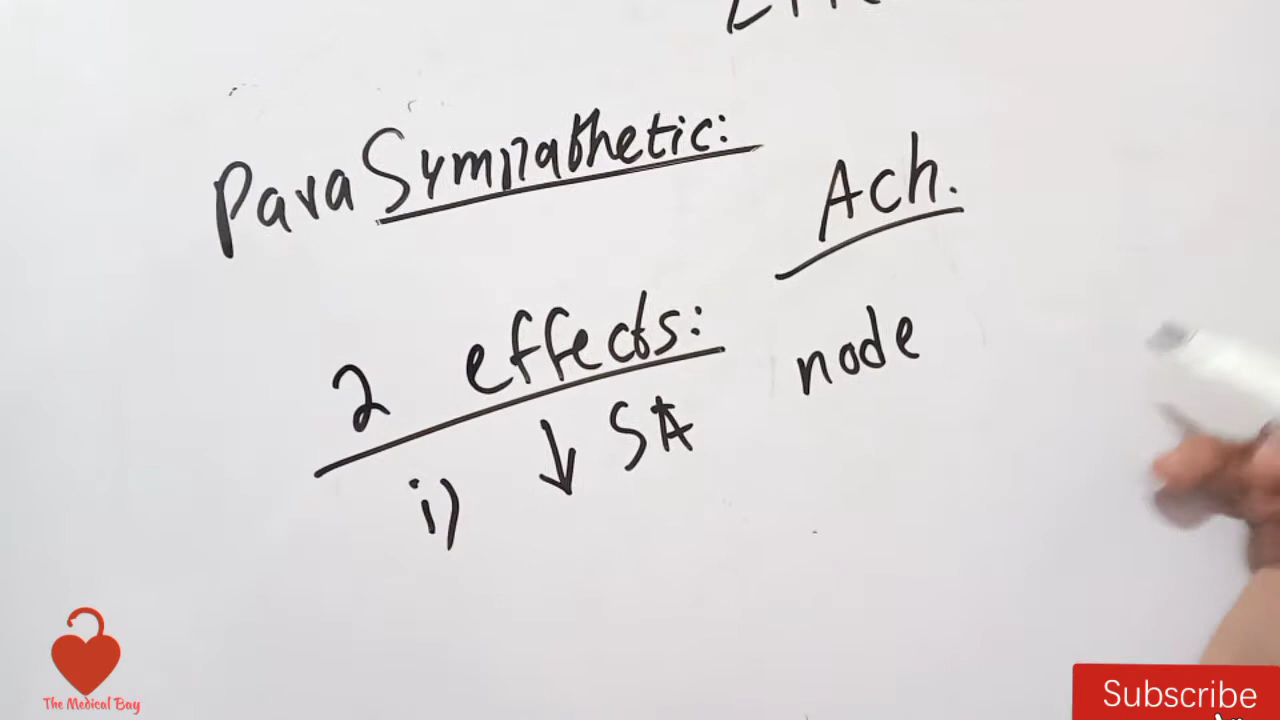 ParaSympathetic:
Ach.
2 effects:
i) ↓ SA node
The Medical Bay
Subscribe